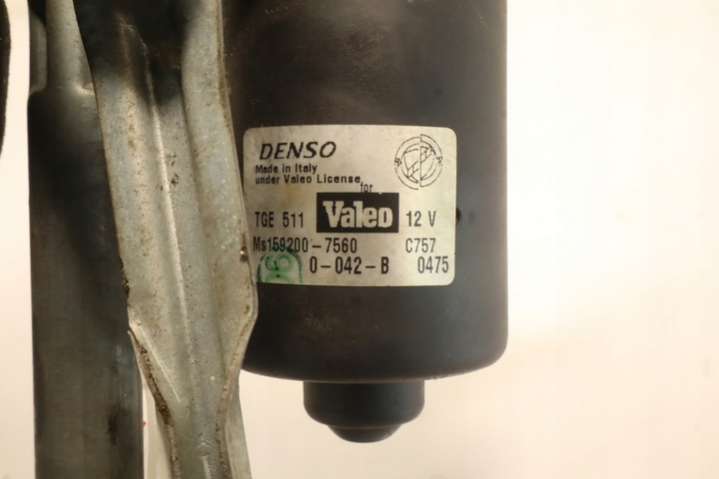 DENSO
Made in Italy
under Valeo License
for
TGE 511 Valeo 12 V
Ms159200-7560 C757
0-042-B 0475